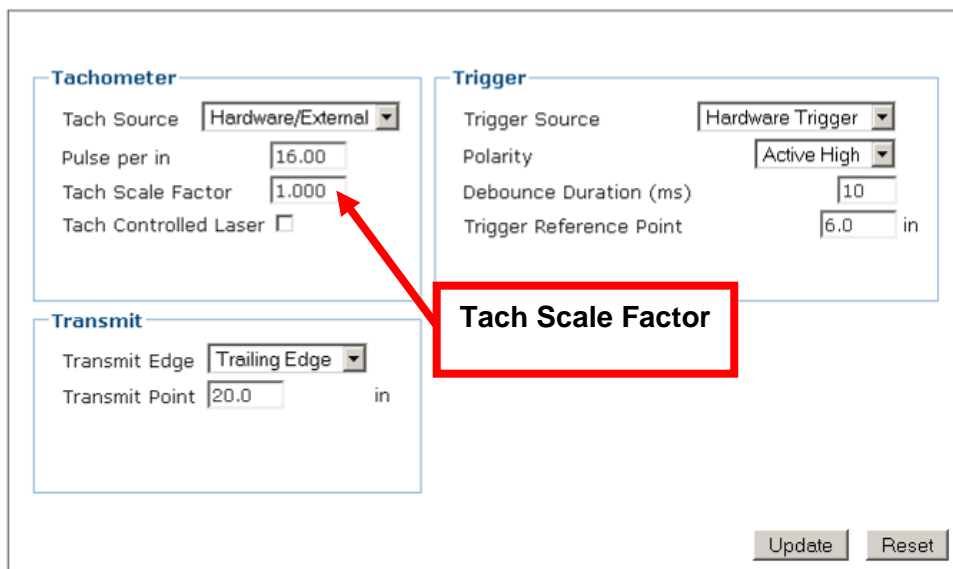 Tachometer
Tach Source Hardware/External
Pulse per in 16.00
Tach Scale Factor 1.000
Tach Controlled Laser
Trigger
Trigger Source Hardware Trigger
Polarity Active High
Debounce Duration (ms) 10
Trigger Reference Point 6.0 in
Tach Scale Factor
Transmit
Transmit Edge Trailing Edge
Transmit Point 20.0 in
Update Reset